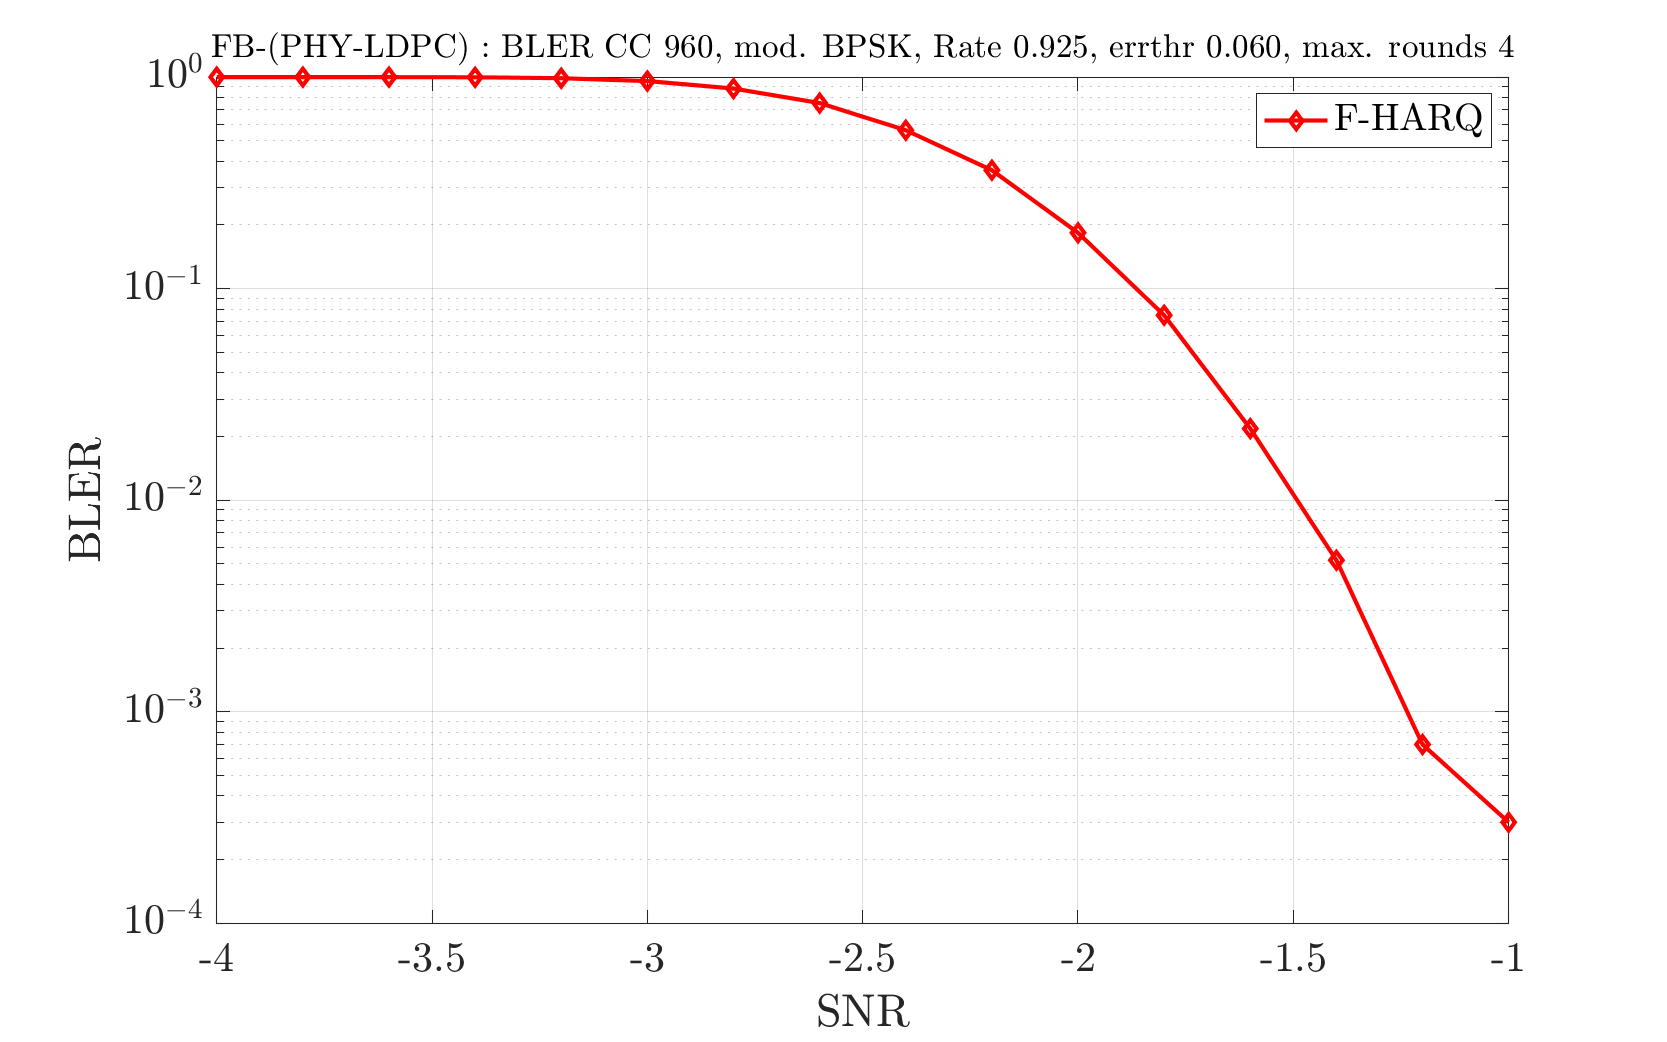 FB-(PHY-LDPC) : BLER CC 960, mod. BPSK, Rate 0.925, errthr 0.060, max. rounds 4
F-HARQ
10^0
10^{-1}
10^{-2}
10^{-3}
10^{-4}
BLER
-4 -3.5 -3 -2.5 -2 -1.5 -1
SNR